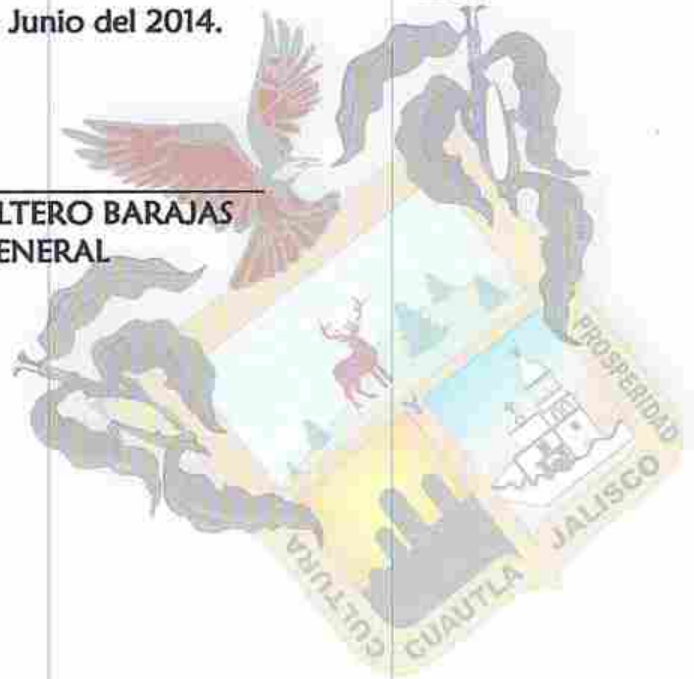 Junio del 2014.
LTERO BARAJAS
ENERAL
PROSPERIDAD
JALISCO
GUAUTLA
CULTURA